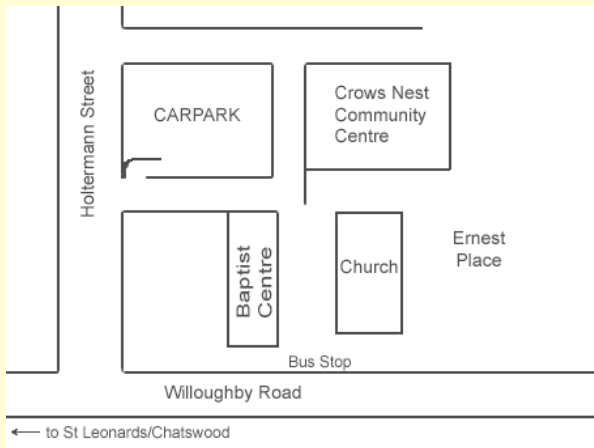 Holtermann Street
CARPARK
Crows Nest
Community
Centre
Baptist
Centre
Church
Ernest
Place
Bus Stop
Willoughby Road
to St Leonards/Chatswood